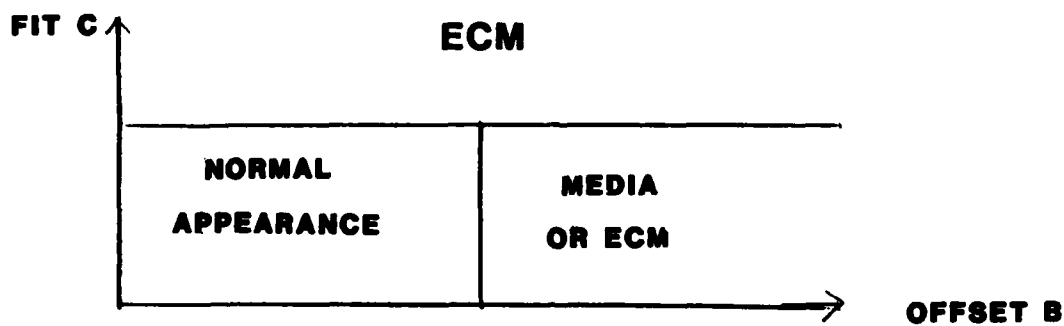 FIT C
ECM
NORMAL
APPEARANCE
MEDIA
OR ECM
OFFSET B